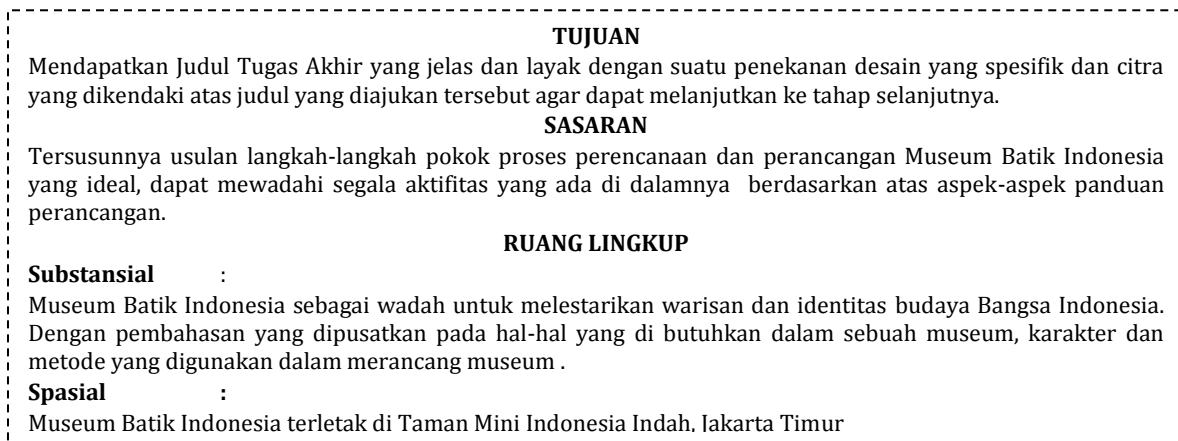 TUJUAN
Mendapatkan Judul Tugas Akhir yang jelas dan layak dengan suatu penekanan desain yang spesifik dan citra
yang dikendaki atas judul yang diajukan tersebut agar dapat melanjutkan ke tahap selanjutnya.
SASARAN
Tersusunnya usulan langkah-langkah pokok proses perencanaan dan perancangan Museum Batik Indonesia
yang ideal, dapat mewadahi segala aktifitas yang ada di dalamnya berdasarkan atas aspek-aspek panduan
perancangan.
RUANG LINGKUP
Substansial :
Museum Batik Indonesia sebagai wadah untuk melestarikan warisan dan identitas budaya Bangsa Indonesia.
Dengan pembahasan yang dipusatkan pada hal-hal yang di butuhkan dalam sebuah museum, karakter dan
metode yang digunakan dalam merancang museum .
Spasial :
Museum Batik Indonesia terletak di Taman Mini Indonesia Indah, Jakarta Timur